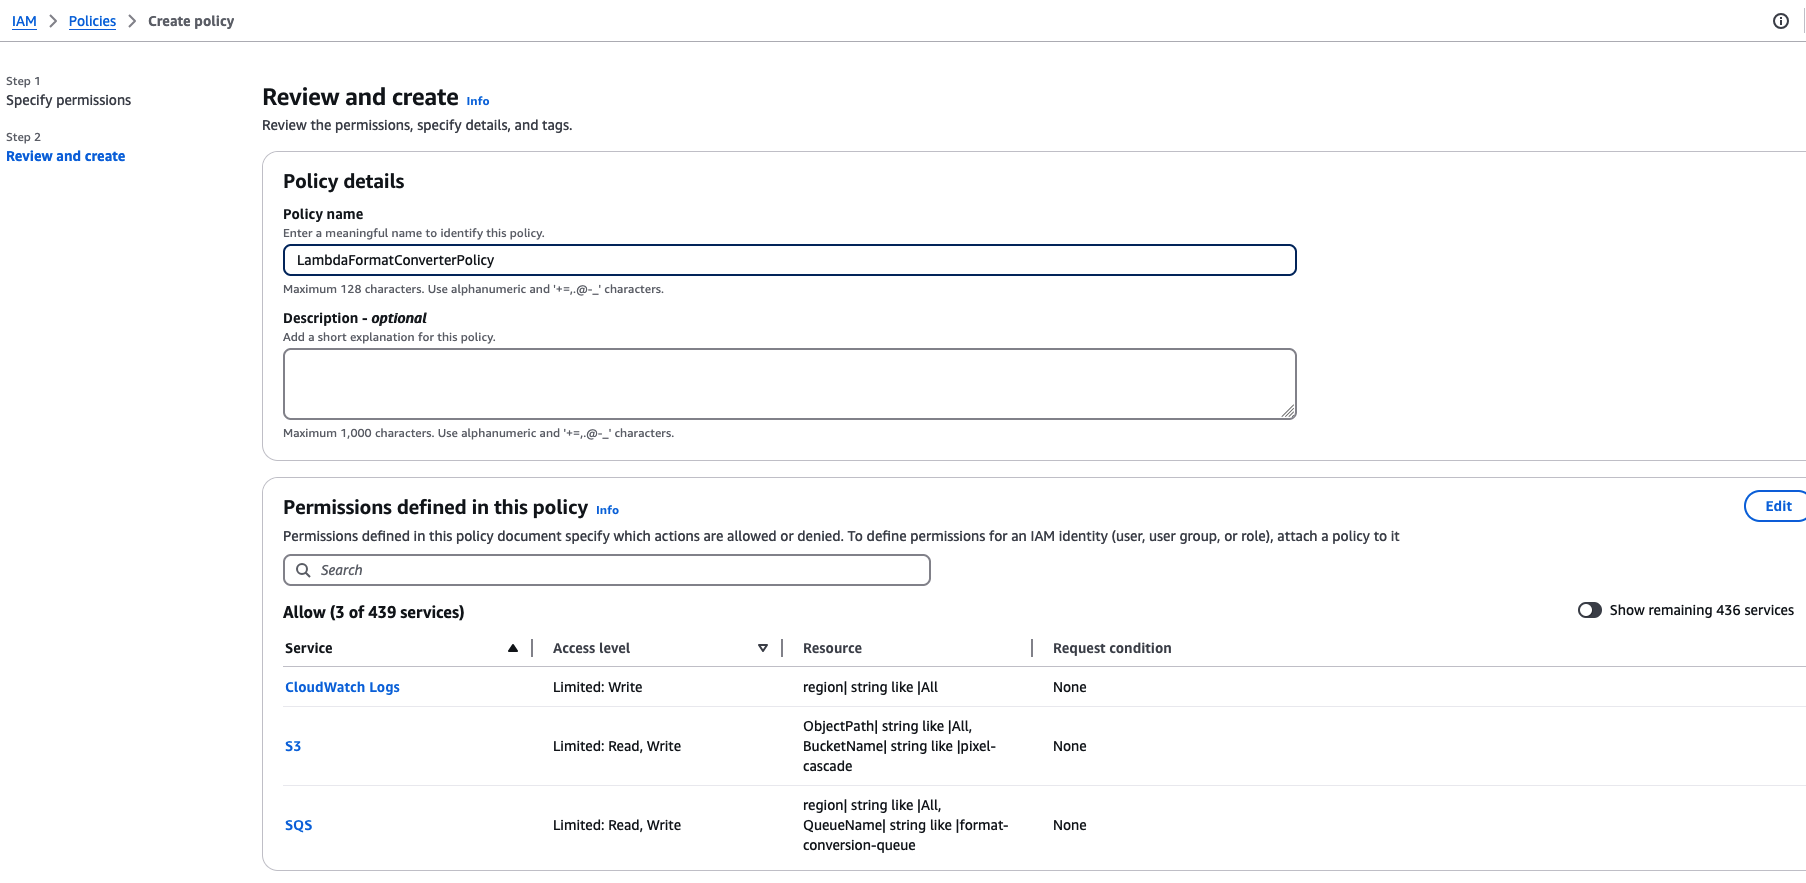 IAM > Policies > Create policy
Step 1
Specify permissions
Step 2
Review and create
Review and create Info
Review the permissions, specify details, and tags.
Policy details
Policy name
Enter a meaningful name to identify this policy.
LambdaFormatConverterPolicy
Maximum 128 characters. Use alphanumeric and '+=,.@-_' characters.
Description - optional
Add a short explanation for this policy.
Maximum 1,000 characters. Use alphanumeric and '+=,.@-_' characters.
Permissions defined in this policy Info
Edit
Permissions defined in this policy document specify which actions are allowed or denied. To define permissions for an IAM identity (user, user group, or role), attach a policy to it
Search
Allow (3 of 439 services)
Show remaining 436 services
Service Access level Resource Request condition
CloudWatch Logs Limited: Write region| string like |All None
S3 Limited: Read, Write ObjectPath| string like |All,
BucketName| string like |pixel-
cascade None
SQS Limited: Read, Write region| string like |All,
QueueName| string like |format-
conversion-queue None